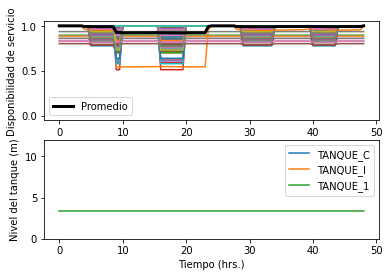 Disponibilidad de servicio
1.0
0.5
0.0
Promedio
0 10 20 30 40 50
Nivel del tanque (m)
10
5
0
TANQUE_C
TANQUE_I
TANQUE_1
0 10 20 30 40 50
Tiempo (hrs.)